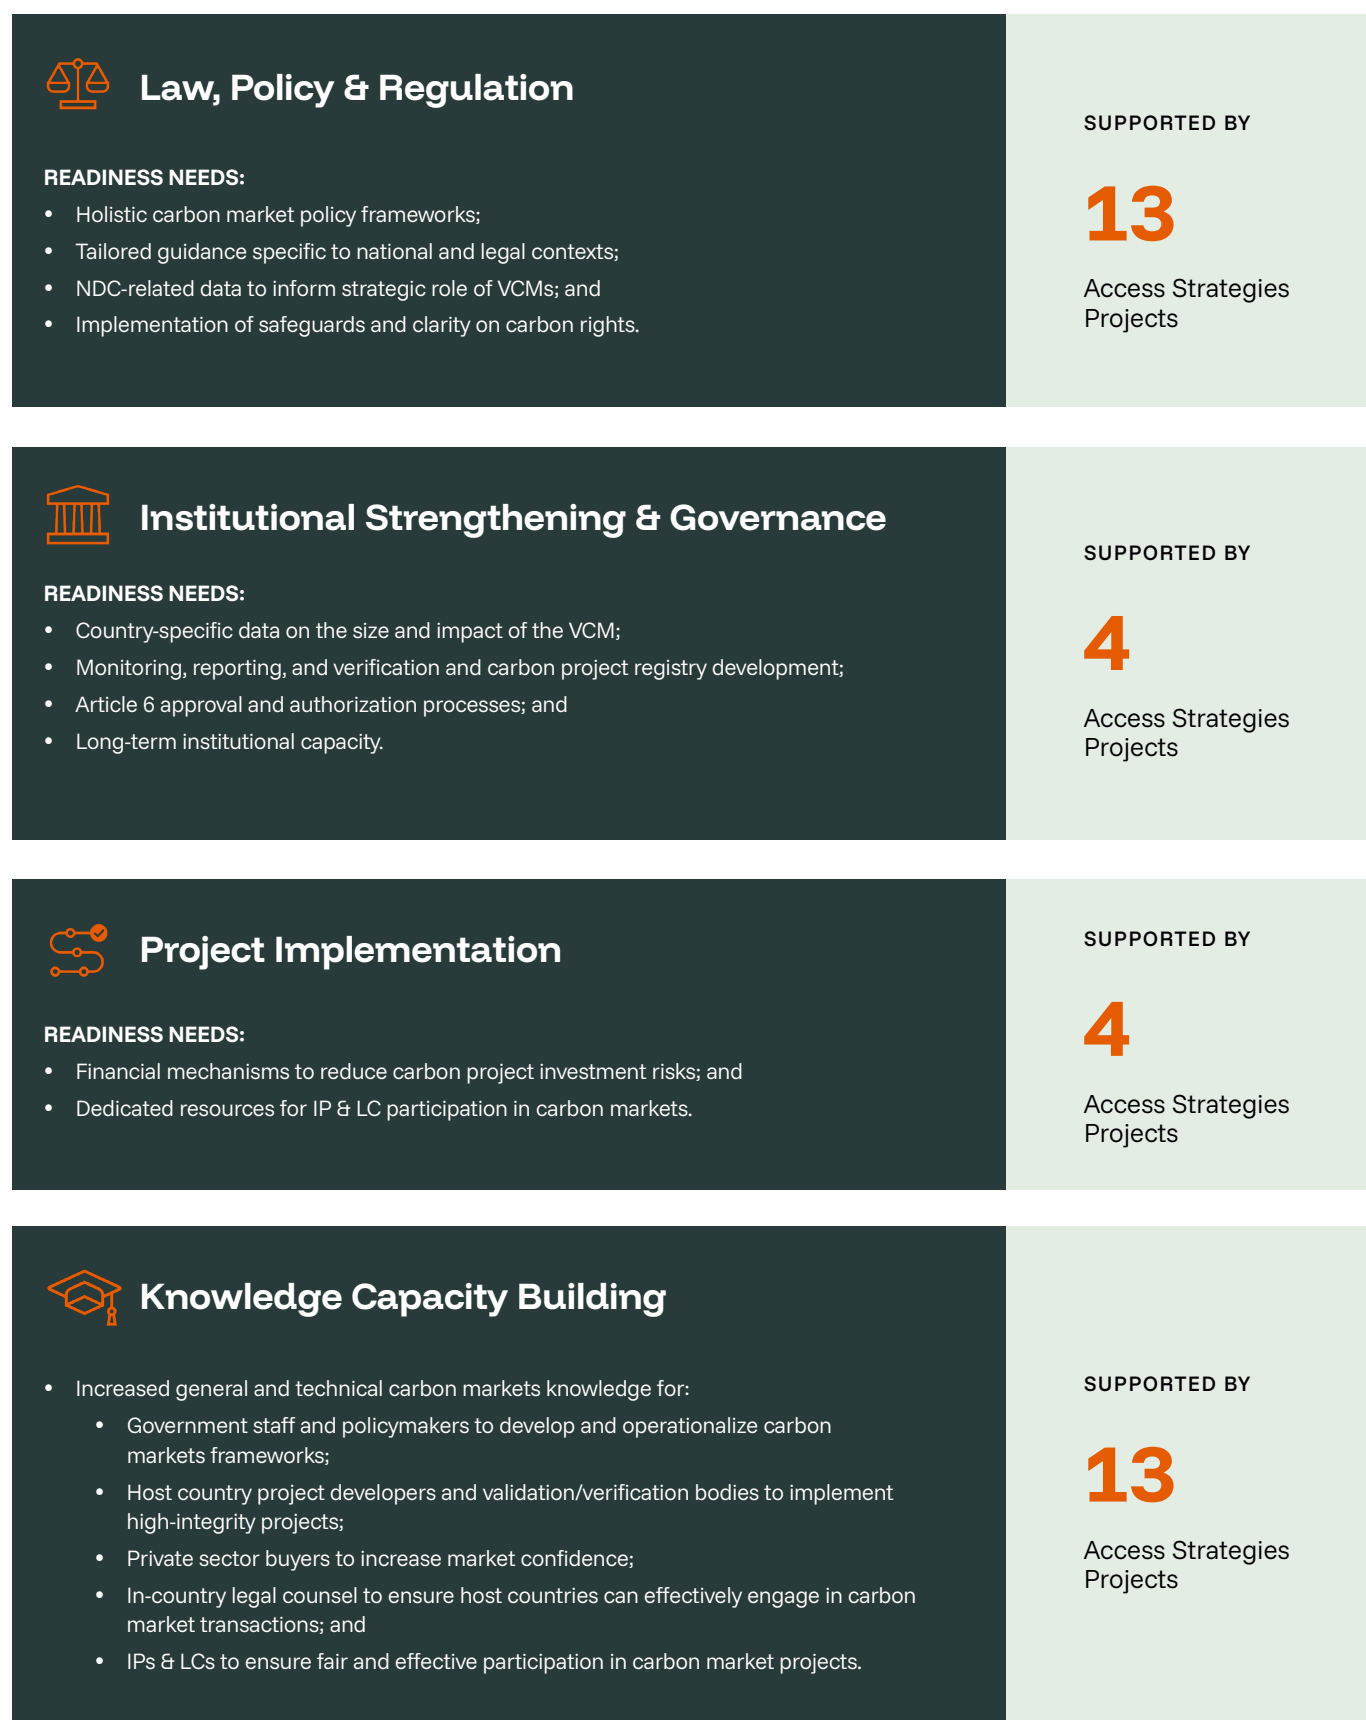 Law, Policy & Regulation
READINESS NEEDS:
• Holistic carbon market policy frameworks;
• Tailored guidance specific to national and legal contexts;
• NDC-related data to inform strategic role of VCMs; and
• Implementation of safeguards and clarity on carbon rights.
SUPPORTED BY
13
Access Strategies
Projects
Institutional Strengthening & Governance
READINESS NEEDS:
• Country-specific data on the size and impact of the VCM;
• Monitoring, reporting, and verification and carbon project registry development;
• Article 6 approval and authorization processes; and
• Long-term institutional capacity.
SUPPORTED BY
4
Access Strategies
Projects
Project Implementation
READINESS NEEDS:
• Financial mechanisms to reduce carbon project investment risks; and
• Dedicated resources for IP & LC participation in carbon markets.
SUPPORTED BY
4
Access Strategies
Projects
Knowledge Capacity Building
• Increased general and technical carbon markets knowledge for:
• Government staff and policymakers to develop and operationalize carbon
markets frameworks;
• Host country project developers and validation/verification bodies to implement
high-integrity projects;
• Private sector buyers to increase market confidence;
• In-country legal counsel to ensure host countries can effectively engage in carbon
market transactions; and
• IPs & LCs to ensure fair and effective participation in carbon market projects.
SUPPORTED BY
13
Access Strategies
Projects